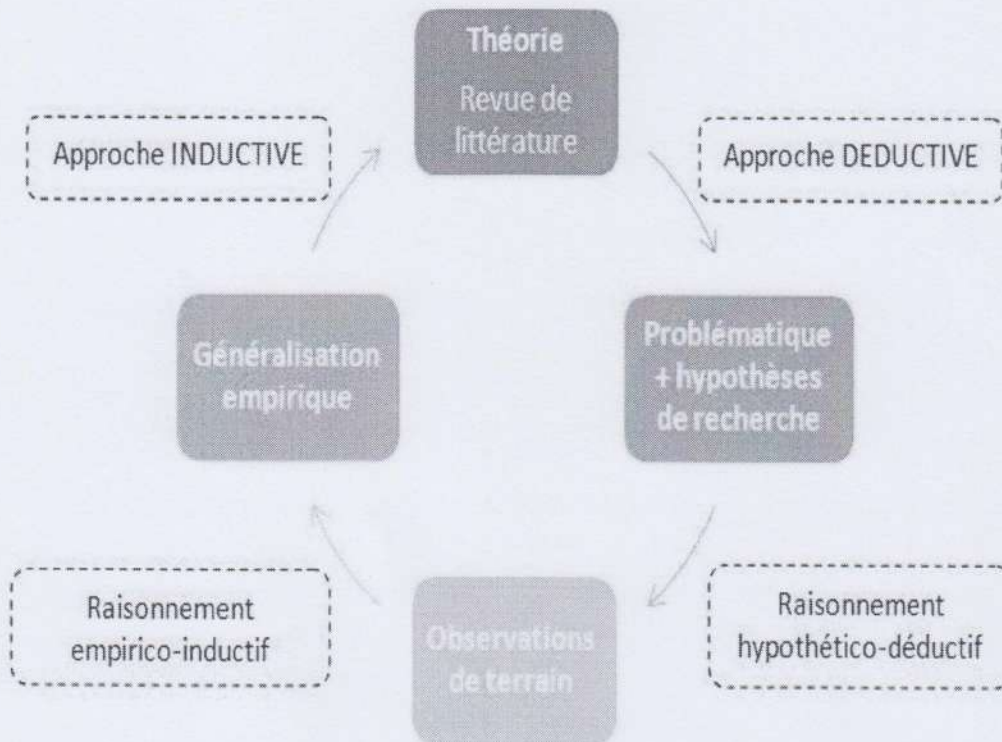 Théorie
Revue de
littérature
Approche INDUCTIVE
Approche DEDUCTIVE
Généralisation
empirique
Problématique
+ hypothèses
de recherche
Raisonnement
empirico-inductif
Observations
de terrain
Raisonnement
hypothético-déductif